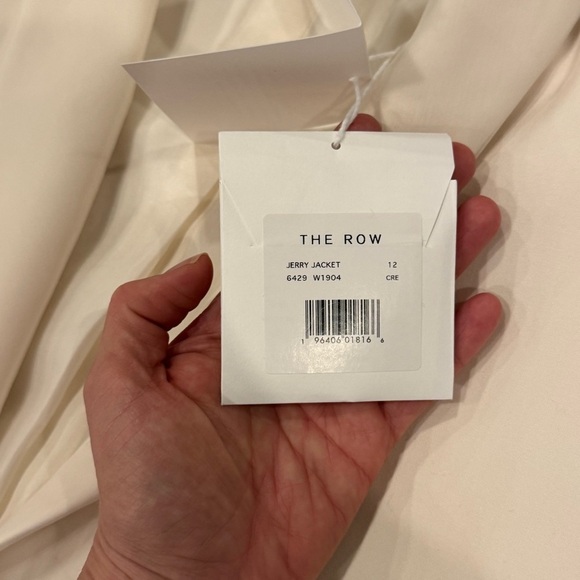 THE ROW
JERRY JACKET 12
6429 W1904 CRE
1 96406 01816 6